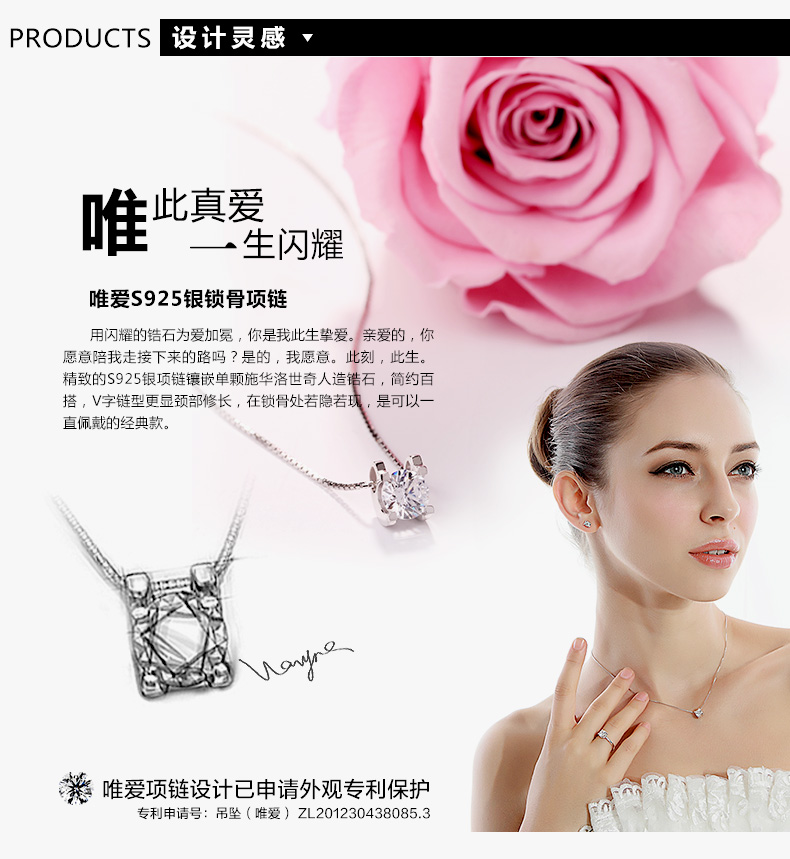 PRODUCTS 设计灵感
唯此真爱
一生闪耀
唯爱S925银锁骨项链
用闪耀的锆石为爱加冕，你是我此生挚爱。亲爱的，你
愿意陪我走接下来的路吗？是的，我愿意。此刻，此生。
精致的S925银项链镶嵌单颗施华洛世奇人造锆石，简约百
搭，V字链型更显颈部修长，在锁骨处若隐若现，是可以一
直佩戴的经典款。
唯爱项链设计已申请外观专利保护
专利申请号：吊坠（唯爱） ZL201230438085.3